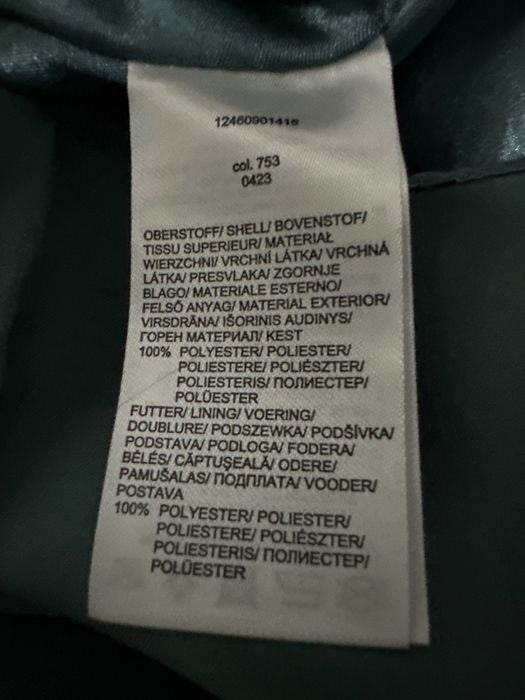 12460901416
col. 753
0423
OBERSTOFF/ SHELL/ BOVENSTOF/
TISSU SUPERIEUR/ MATERIAŁ
WIERZCHNI/ VRCHNÍ LÁTKA/ VRCHNÁ
LÁTKA/ PRESVLAKA/ ZGORNJE
BLAGO/ MATERIALE ESTERNO/
FELSŐ ANYAG/ MATERIAL EXTERIOR/
VIRSDRĀNA/ IŠORINIS AUDINYS/
ГОРЕН МАТЕРИАЛ/ KEST
100% POLYESTER/ POLIESTER/
POLIESTERE/ POLIÉSZTER/
POLIESTERIS/ ПОЛИЕСТЕР/
POLÜESTER
FUTTER/ LINING/ VOERING/
DOUBLURE/ PODSZEWKA/ PODŠÍVKA/
PODSTAVA/ PODLOGA/ FODERA/
BÉLÉS/ CĂPTUŞEALĂ/ ODERE/
PAMUŠALAS/ ПОДПЛАТА/ VOODER/
POSTAVA
100% POLYESTER/ POLIESTER/
POLIESTERE/ POLIÉSZTER/
POLIESTERIS/ ПОЛИЕСТЕР/
POLÜESTER